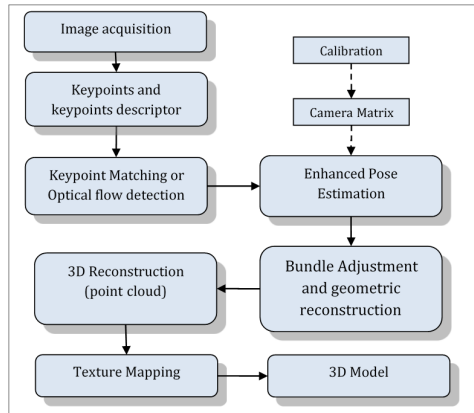 Image acquisition
Keypoints and
keypoints descriptor
Keypoint Matching or
Optical flow detection
Calibration
Camera Matrix
Enhanced Pose
Estimation
Bundle Adjustment
and geometric
reconstruction
3D Reconstruction
(point cloud)
Texture Mapping
3D Model